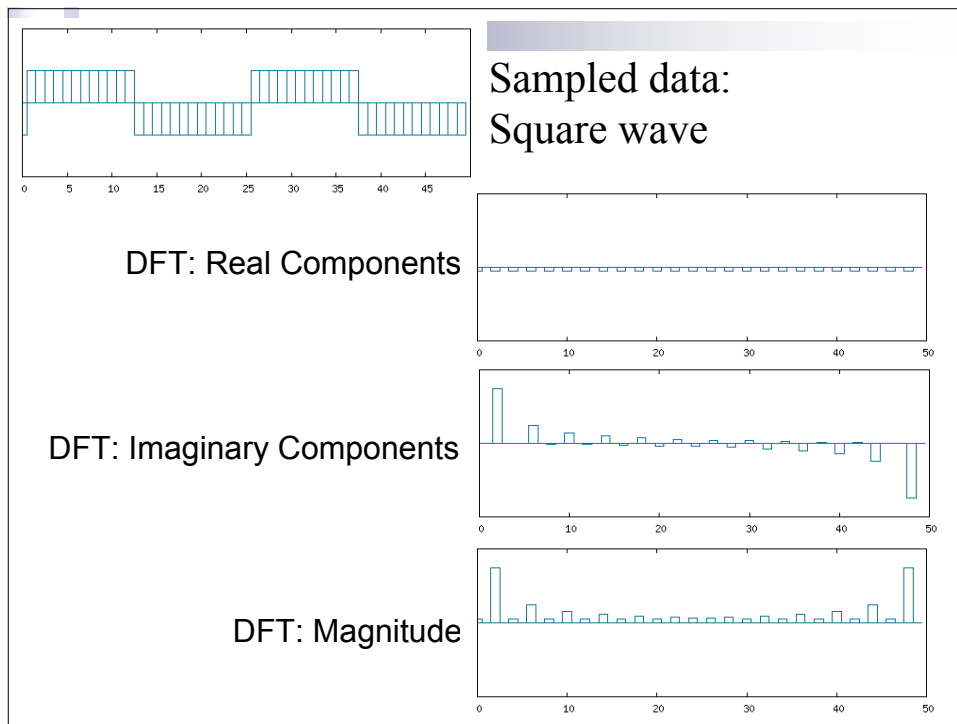 Sampled data:
Square wave
0 5 10 15 20 25 30 35 40 45
DFT: Real Components
0 10 20 30 40 50
DFT: Imaginary Components
0 10 20 30 40 50
DFT: Magnitude
0 10 20 30 40 50